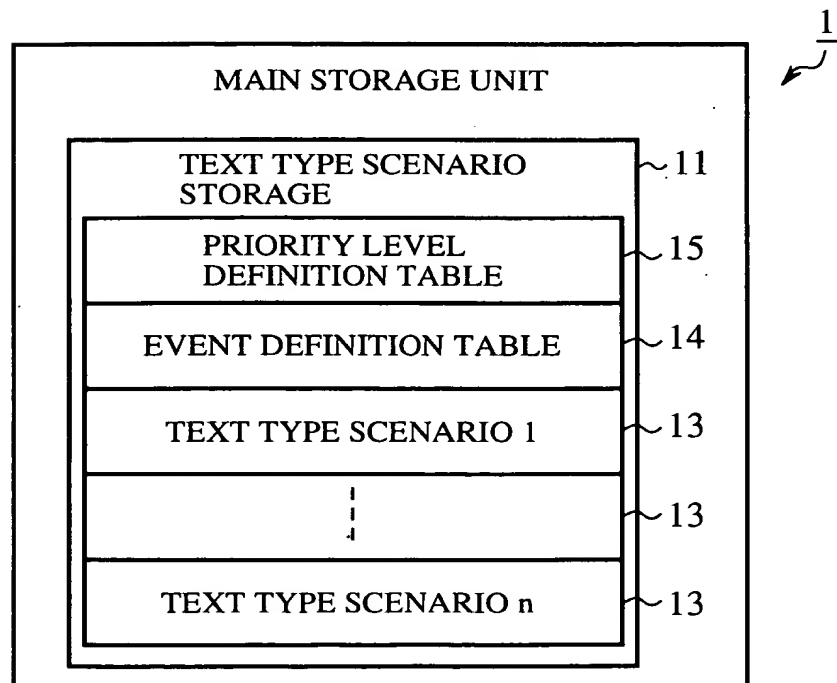 1
MAIN STORAGE UNIT
TEXT TYPE SCENARIO
STORAGE
11
PRIORITY LEVEL
DEFINITION TABLE
15
EVENT DEFINITION TABLE
14
TEXT TYPE SCENARIO 1
13
13
TEXT TYPE SCENARIO n
13